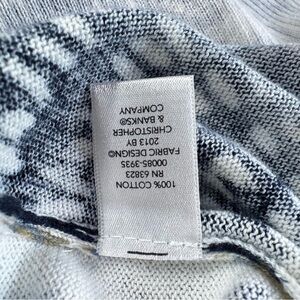 100% COTTON
RN 63823
00085-3935
FABRIC DESIGN©
2013 BY
CHRISTOPHER
& BANKS®
COMPANY